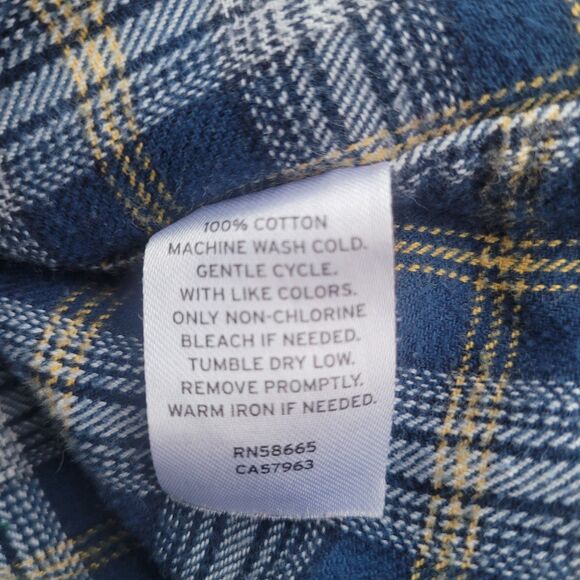 100% COTTON
MACHINE WASH COLD.
GENTLE CYCLE.
WITH LIKE COLORS.
ONLY NON-CHLORINE
BLEACH IF NEEDED.
TUMBLE DRY LOW.
REMOVE PROMPTLY.
WARM IRON IF NEEDED.
RN58665
CA57963